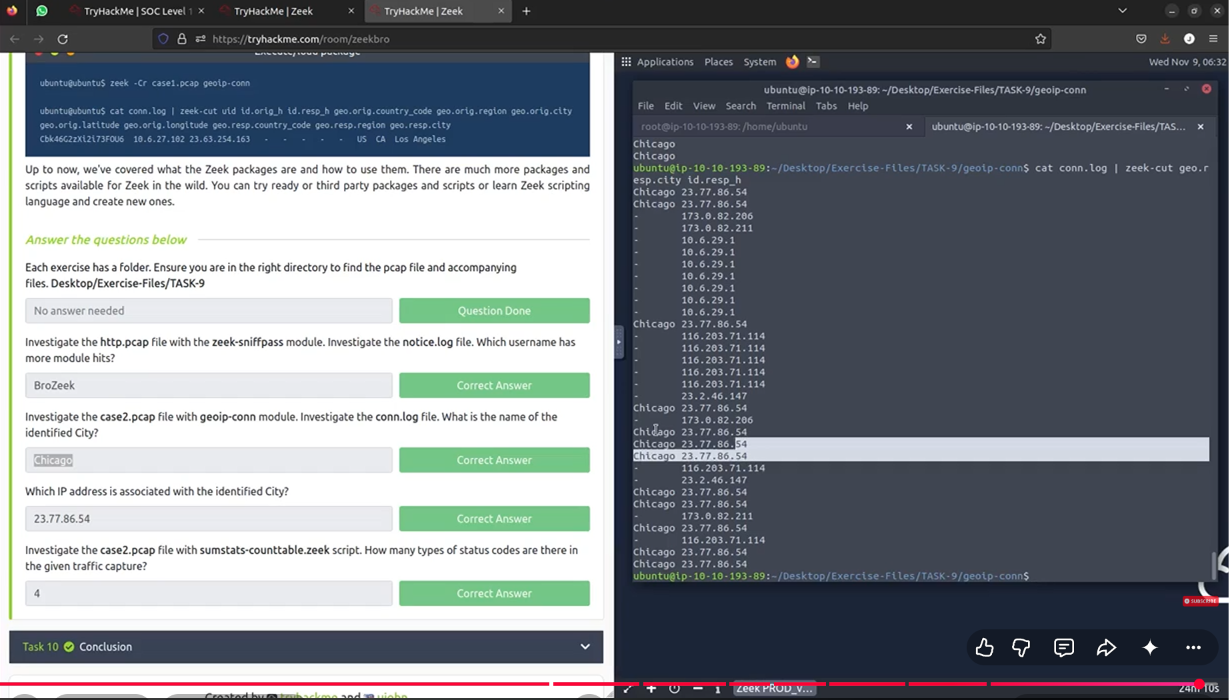 TryHackMe | SOC Level 1
TryHackMe | Zeek
TryHackMe | Zeek
https://tryhackme.com/room/zeekbro
Execute/load package
ubuntu@ubuntu$ zeek -Cr case1.pcap geoip-conn
ubuntu@ubuntu$ cat conn.log | zeek-cut uid id.orig_h id.resp_h geo.orig.country_code geo.orig.region geo.orig.city
geo.orig.latitude geo.orig.longitude geo.resp.country_code geo.resp.region geo.resp.city
Cbk46G2zXi2i73FOU6 10.6.27.102 23.63.254.163 - - - - - US CA Los Angeles
Up to now, we've covered what the Zeek packages are and how to use them. There are much more packages and
scripts available for Zeek in the wild. You can try ready or third party packages and scripts or learn Zeek scripting
language and create new ones.
Answer the questions below
Each exercise has a folder. Ensure you are in the right directory to find the pcap file and accompanying
files. Desktop/Exercise-Files/TASK-9
No answer needed
Question Done
Investigate the http.pcap file with the zeek-sniffpass module. Investigate the notice.log file. Which username has
more module hits?
BroZeek
Correct Answer
Investigate the case2.pcap file with geoip-conn module. Investigate the conn.log file. What is the name of the
identified City?
Chicago
Correct Answer
Which IP address is associated with the identified City?
23.77.86.54
Correct Answer
Investigate the case2.pcap file with sumstats-counttable.zeek script. How many types of status codes are there in
the given traffic capture?
4
Correct Answer
Task 10 Conclusion
Created by tryhackme and ujohn
Applications Places System
Wed Nov 9, 06:32
ubuntu@ip-10-10-193-89: ~/Desktop/Exercise-Files/TASK-9/geoip-conn
File Edit View Search Terminal Tabs Help
root@ip-10-10-193-89: /home/ubuntu
ubuntu@ip-10-10-193-89: ~/Desktop/Exercise-Files/TAS...
Chicago
Chicago
ubuntu@ip-10-10-193-89:~/Desktop/Exercise-Files/TASK-9/geoip-conn$ cat conn.log | zeek-cut geo.r
esp.city id.resp_h
Chicago 23.77.86.54
Chicago 23.77.86.54
- 173.0.82.206
- 173.0.82.211
- 10.6.29.1
- 10.6.29.1
- 10.6.29.1
- 10.6.29.1
- 10.6.29.1
- 10.6.29.1
- 10.6.29.1
Chicago 23.77.86.54
- 116.203.71.114
- 116.203.71.114
- 116.203.71.114
- 116.203.71.114
- 116.203.71.114
- 23.2.46.147
Chicago 23.77.86.54
- 173.0.82.206
Chicago 23.77.86.54
Chicago 23.77.86.54
Chicago 23.77.86.54
- 116.203.71.114
- 23.2.46.147
Chicago 23.77.86.54
Chicago 23.77.86.54
- 173.0.82.211
Chicago 23.77.86.54
- 116.203.71.114
Chicago 23.77.86.54
Chicago 23.77.86.54
ubuntu@ip-10-10-193-89:~/Desktop/Exercise-Files/TASK-9/geoip-conn$
SUBSCRIBE
Zeek PROD_V...